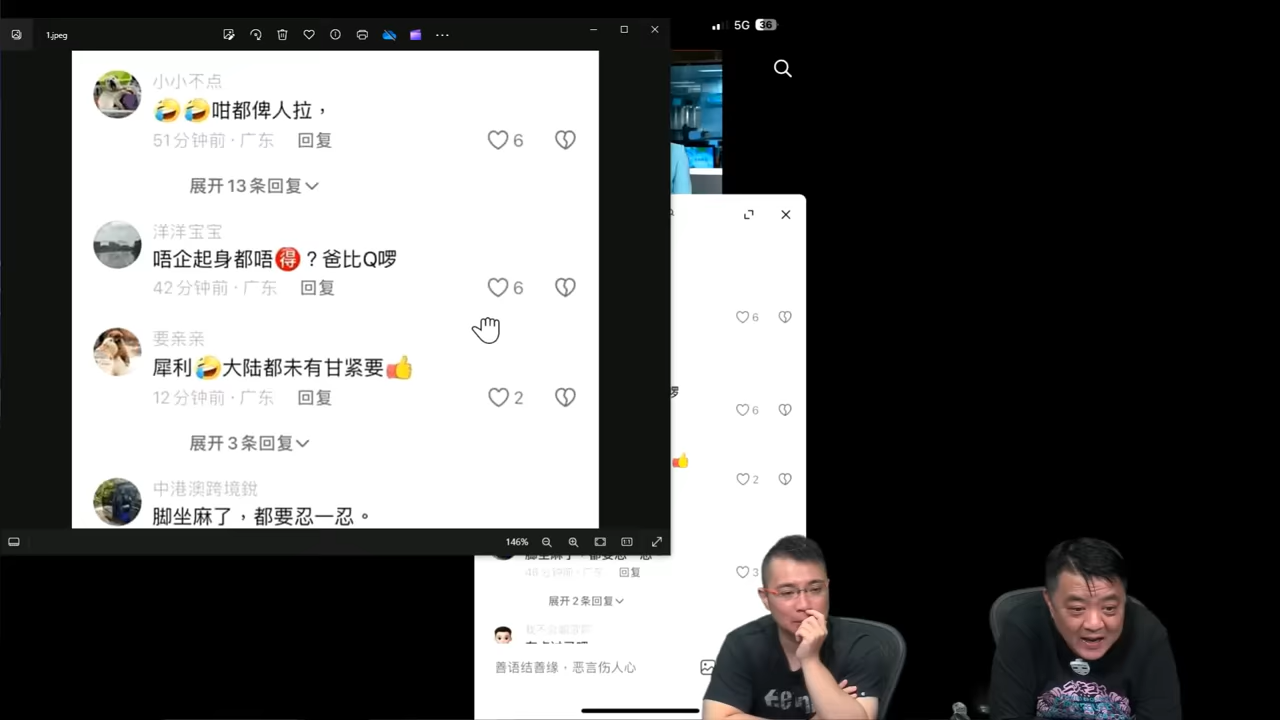 1.jpeg
5G 36
小小不点
🤣🤣咁都俾人拉，
51分钟前·广东 回复
6
展开13条回复
洋洋宝宝
唔企起身都唔🉐？爸比Q啰
42分钟前·广东 回复
6
要亲亲
犀利🤣大陆都未有甘紧要👍
12分钟前·广东 回复
2
展开3条回复
中港澳跨境銳
脚坐麻了，都要忍一忍。
146%
6
6
2
回复
3
展开2条回复
善语结善缘·恶言伤人心